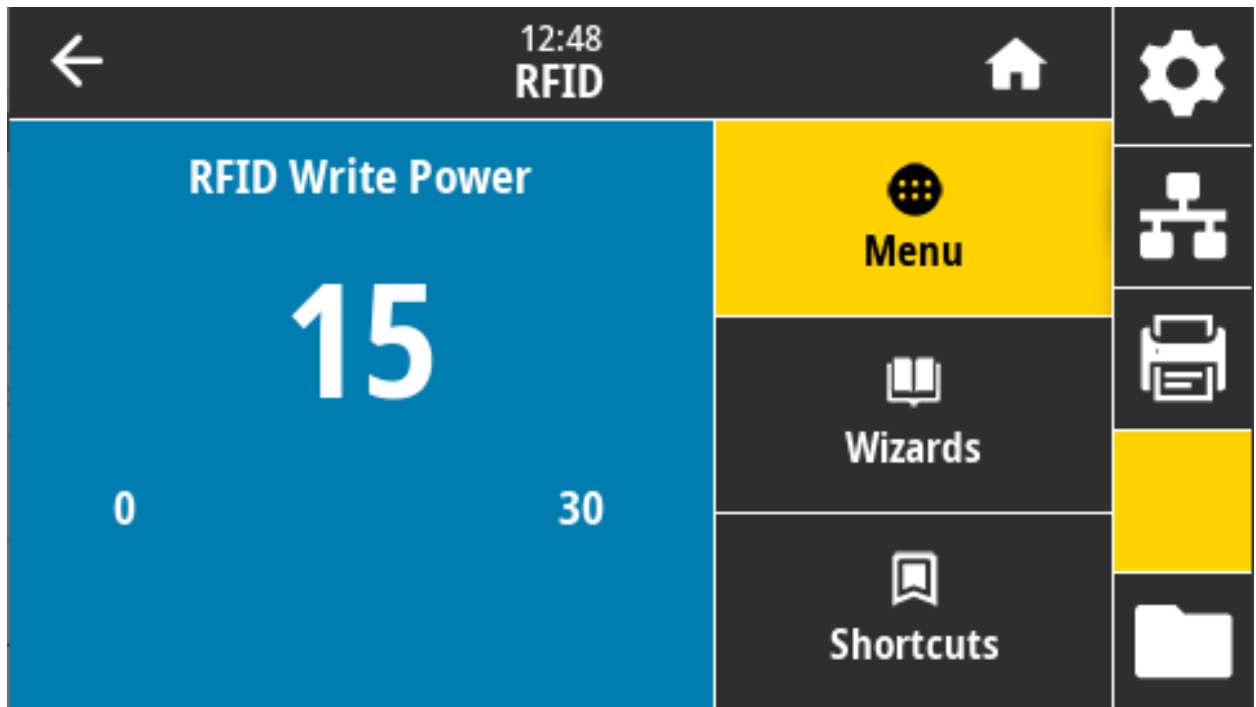 12:48
RFID
RFID Write Power
15
0 30
Menu
Wizards
Shortcuts